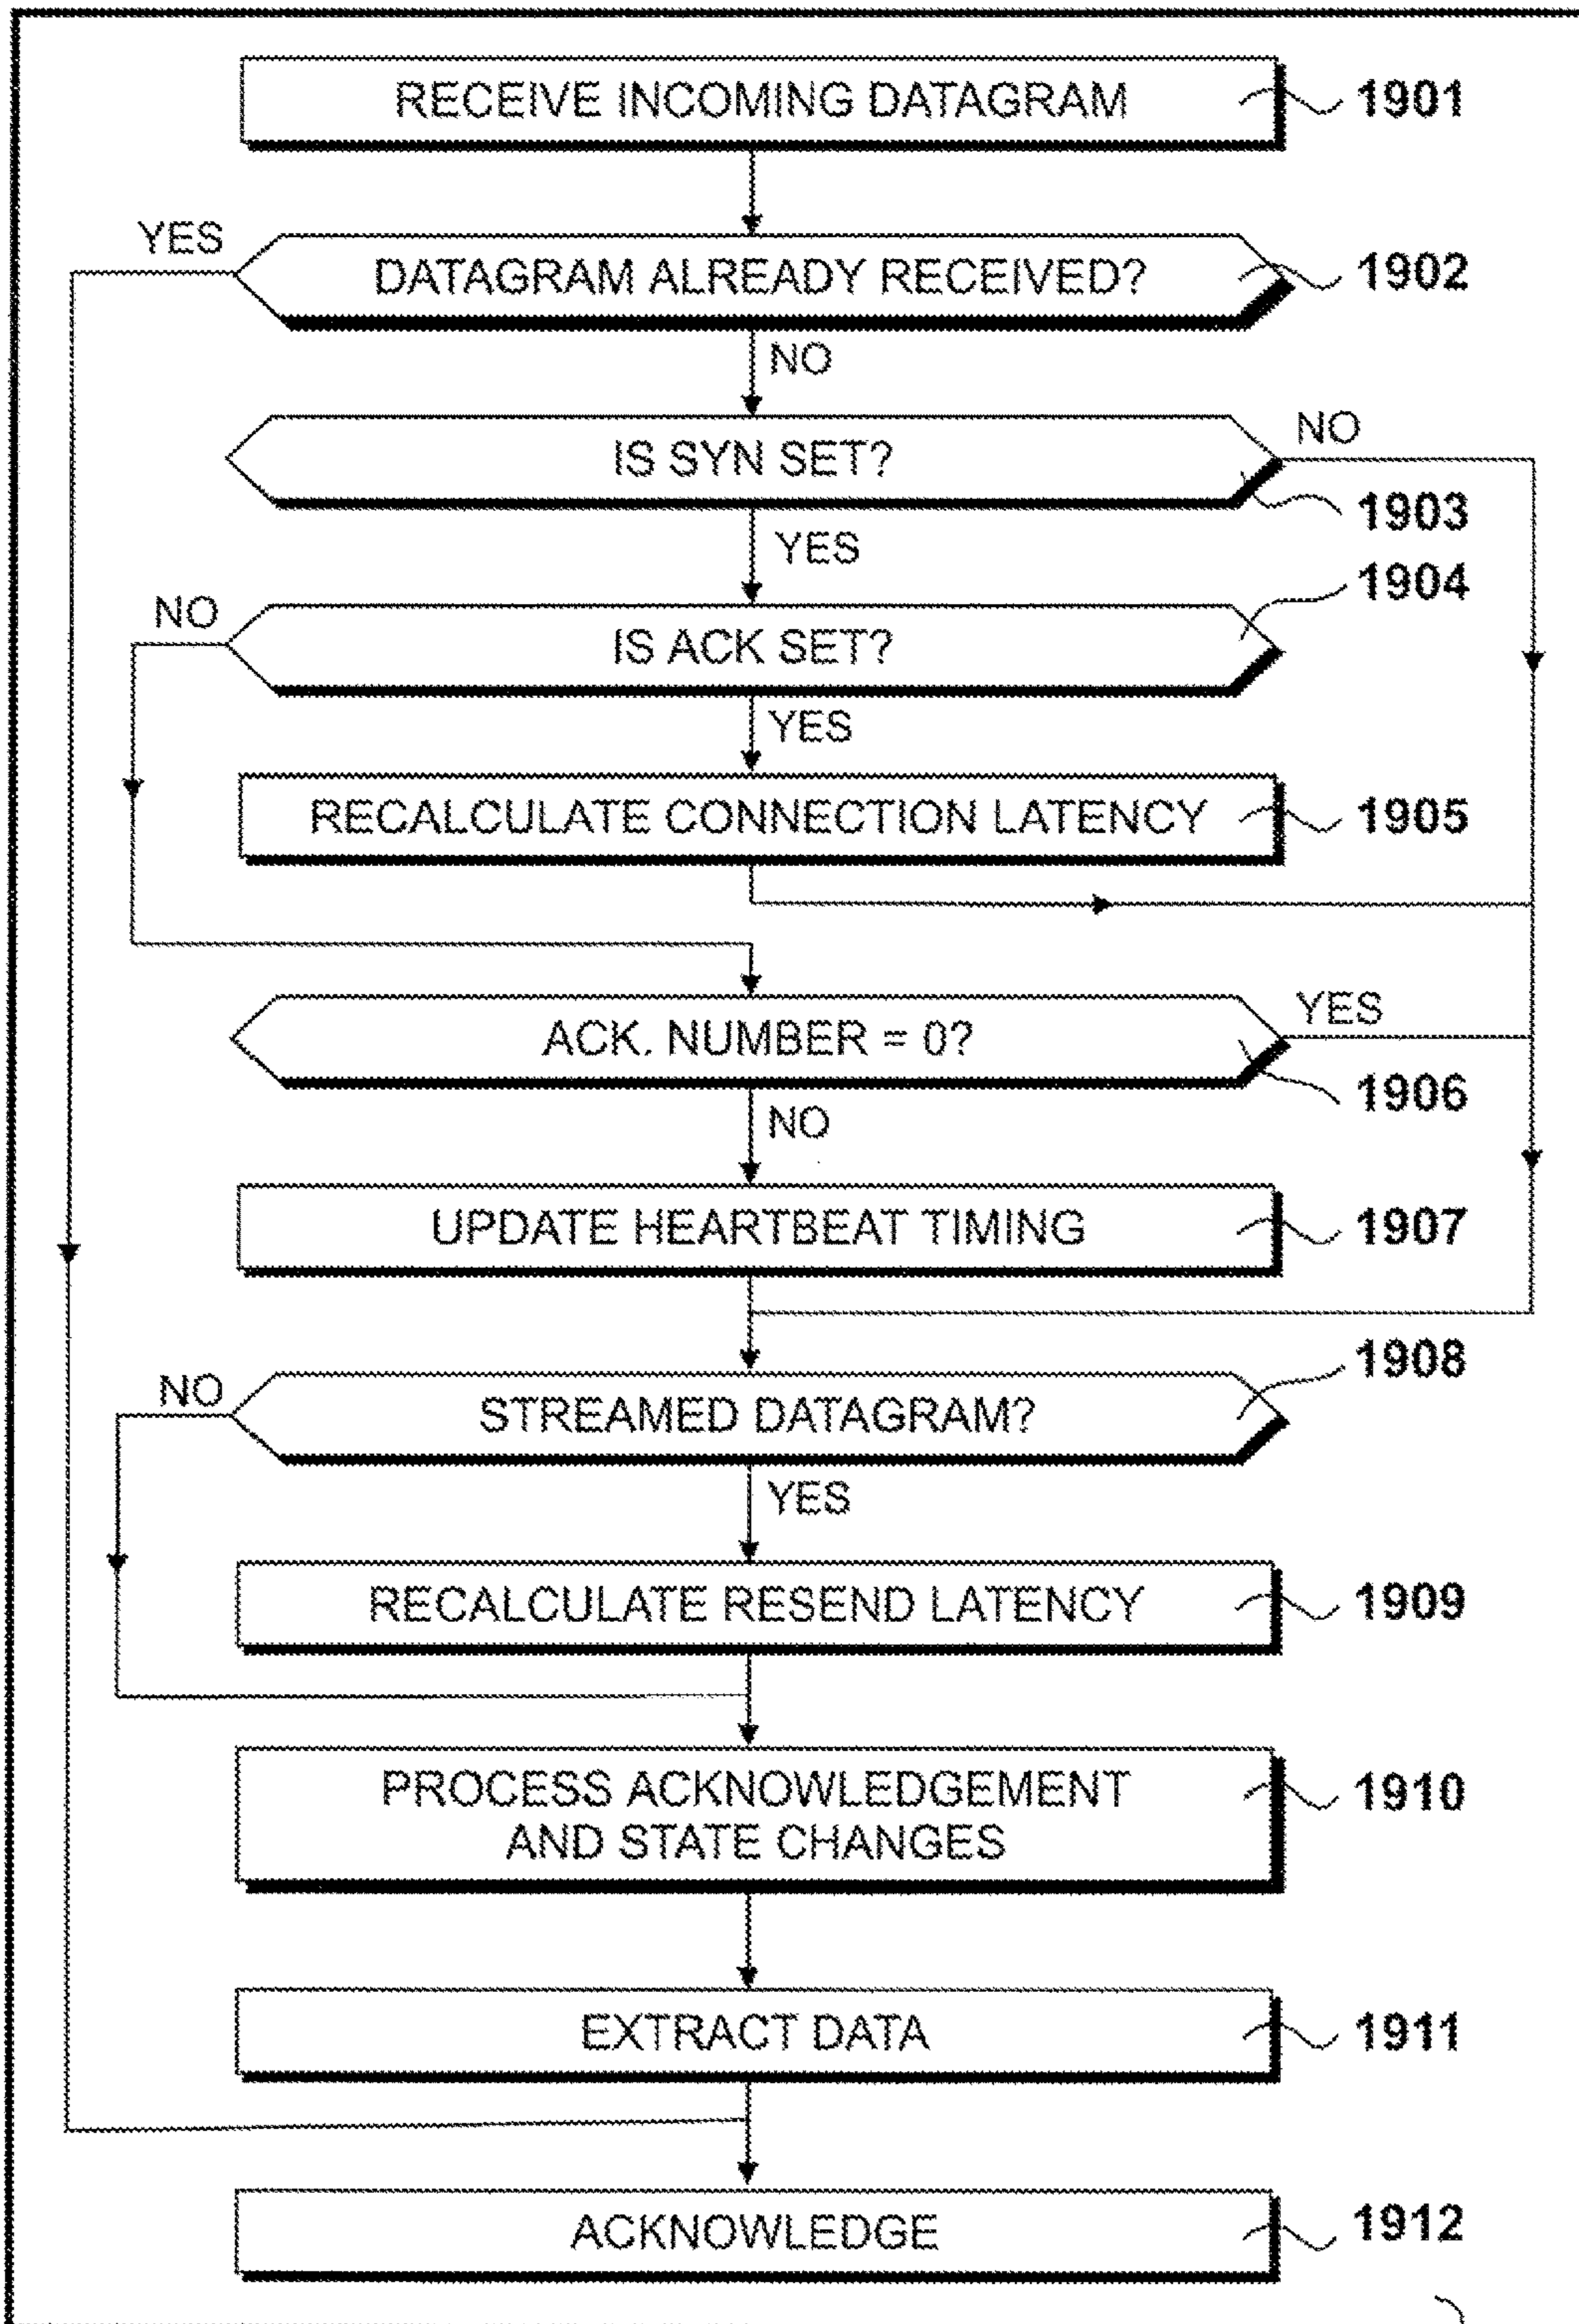 RECEIVE INCOMING DATAGRAM 1901
YES
DATAGRAM ALREADY RECEIVED? 1902
NO
IS SYN SET? NO
1903
YES
1904
NO
IS ACK SET?
YES
RECALCULATE CONNECTION LATENCY 1905
ACK. NUMBER = 0? YES
1906
NO
UPDATE HEARTBEAT TIMING 1907
1908
NO
STREAMED DATAGRAM?
YES
RECALCULATE RESEND LATENCY 1909
PROCESS ACKNOWLEDGEMENT 1910
AND STATE CHANGES
EXTRACT DATA 1911
ACKNOWLEDGE 1912